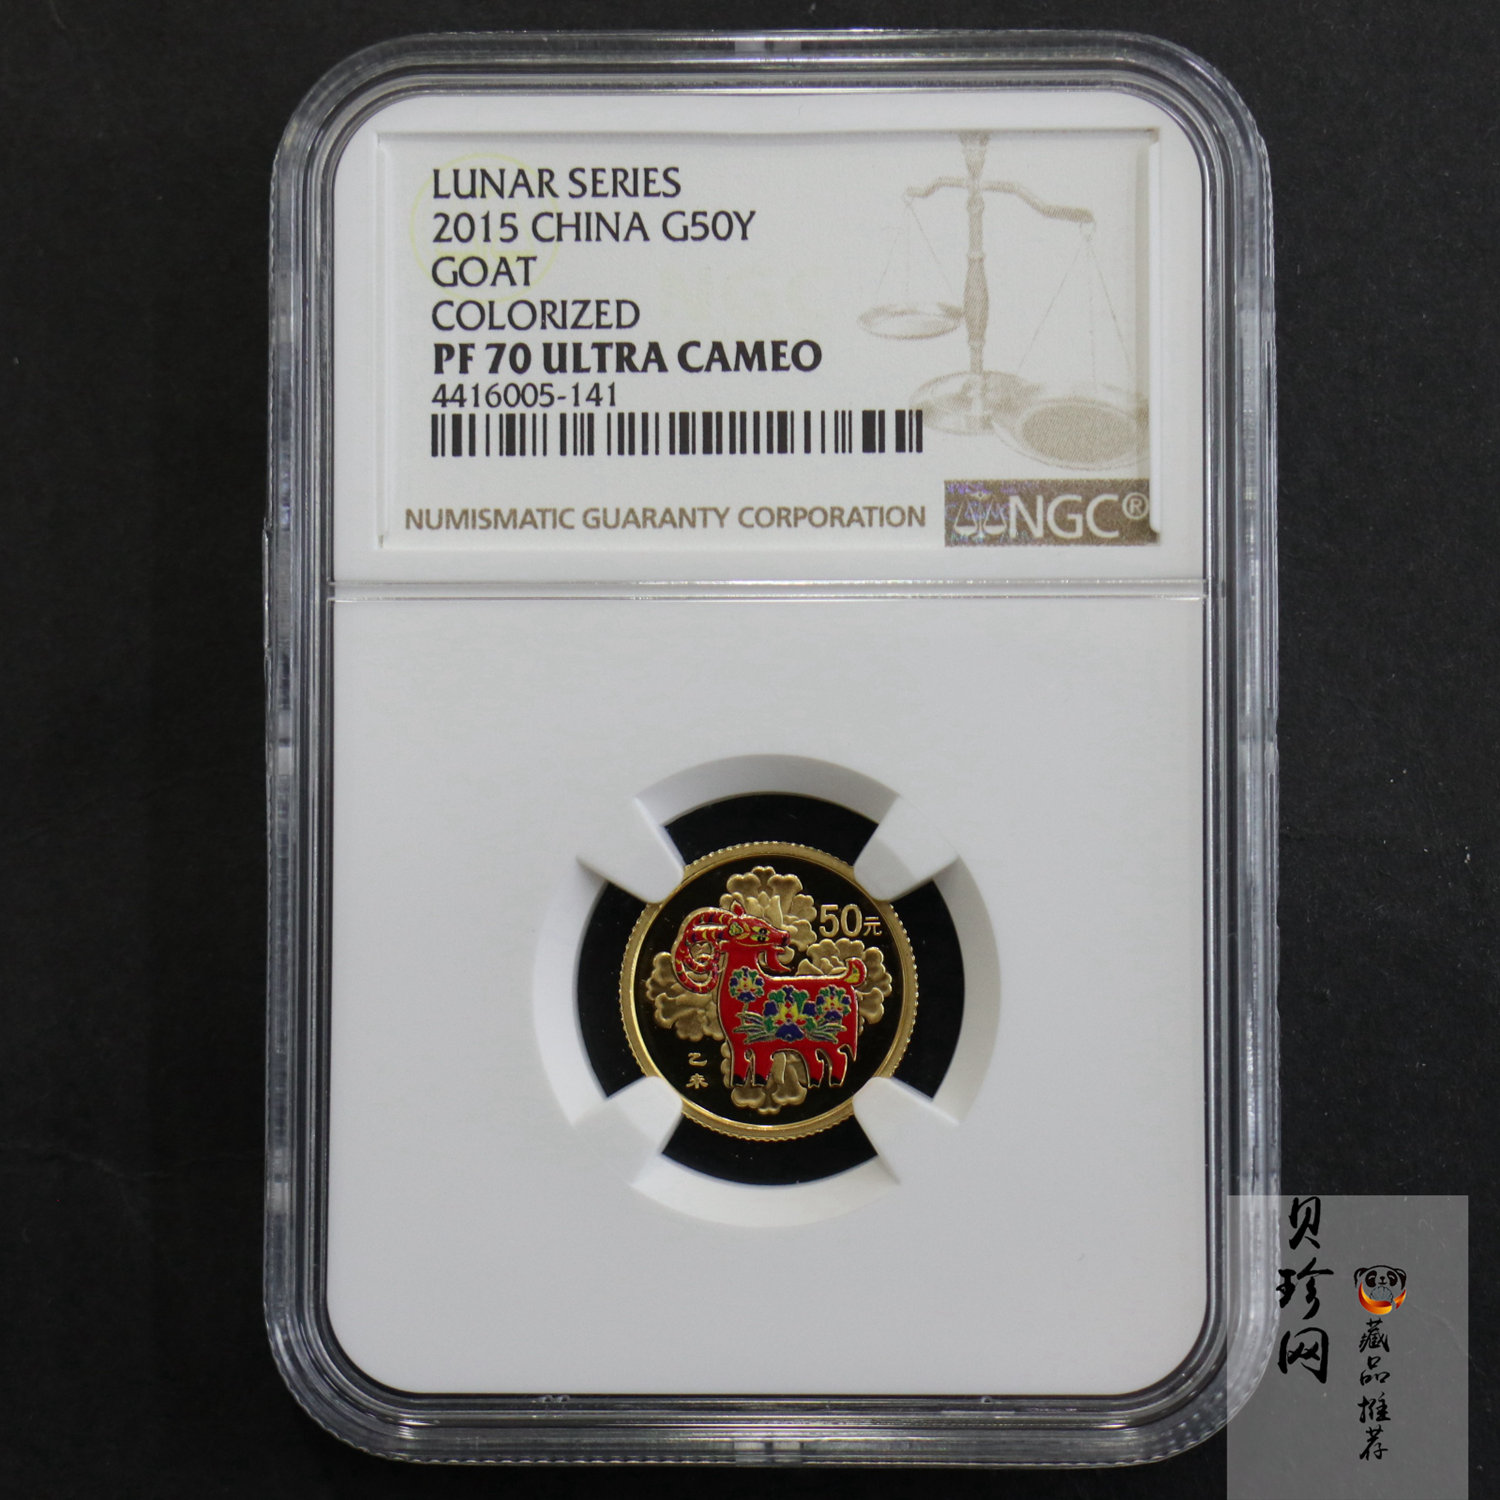 LUNAR SERIES
2015 CHINA G50Y
GOAT
COLORIZED
PF 70 ULTRA CAMEO
4416005-141
NUMISMATIC GUARANTY CORPORATION
NGC®
50元
乙未
贝珍网
藏品推荐